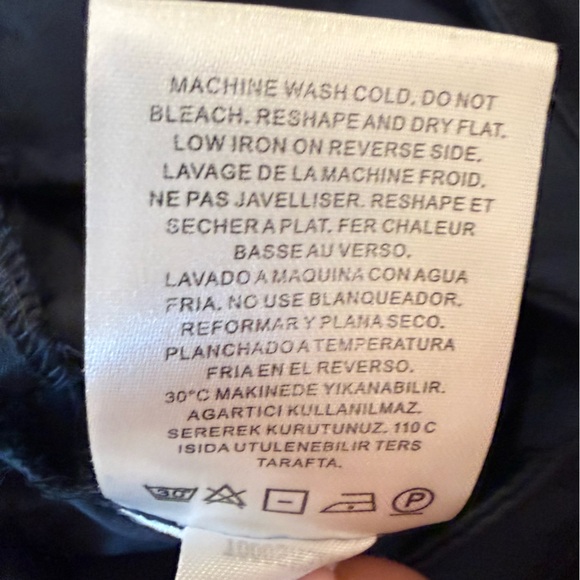 MACHINE WASH COLD. DO NOT
BLEACH. RESHAPE AND DRY FLAT.
LOW IRON ON REVERSE SIDE.
LAVAGE DE LA MACHINE FROID.
NE PAS JAVELLISER. RESHAPE ET
SECHER A PLAT. FER CHALEUR
BASSE AU VERSO.
LAVADO A MAQUINA CON AGUA
FRIA. NO USE BLANQUEADOR.
REFORMAR Y PLANA SECO.
PLANCHADO A TEMPERATURA
FRIA EN EL REVERSO.
30°C MAKINEDE YIKANABILIR.
AGARTICI KULLANILMAZ.
SEREREK KURUTUNUZ. 110 C
ISIDA UTULENEBILIR TERS
TARAFTA.
30 P